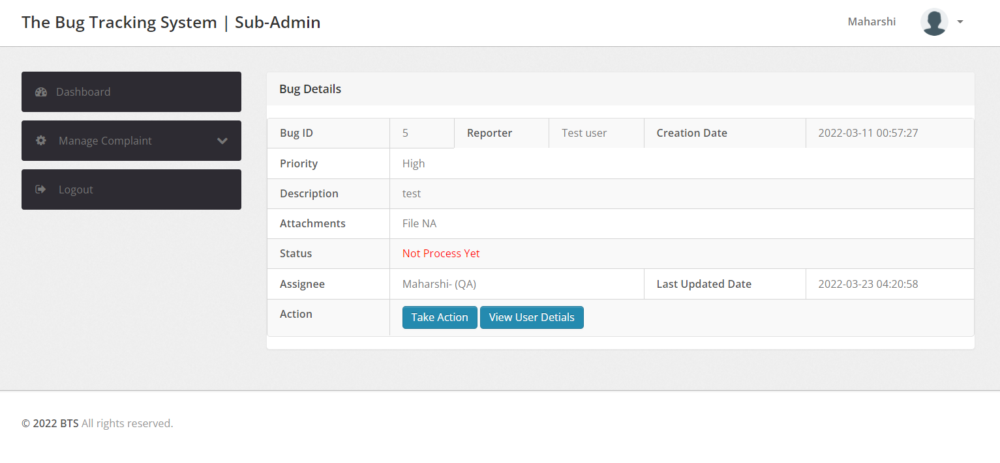 The Bug Tracking System | Sub-Admin
Maharshi
Dashboard
Manage Complaint
Logout
Bug Details
Bug ID 5 Reporter Test user Creation Date 2022-03-11 00:57:27
Priority High
Description test
Attachments File NA
Status Not Process Yet
Assignee Maharshi- (QA) Last Updated Date 2022-03-23 04:20:58
Action Take Action View User Detials
© 2022 BTS All rights reserved.